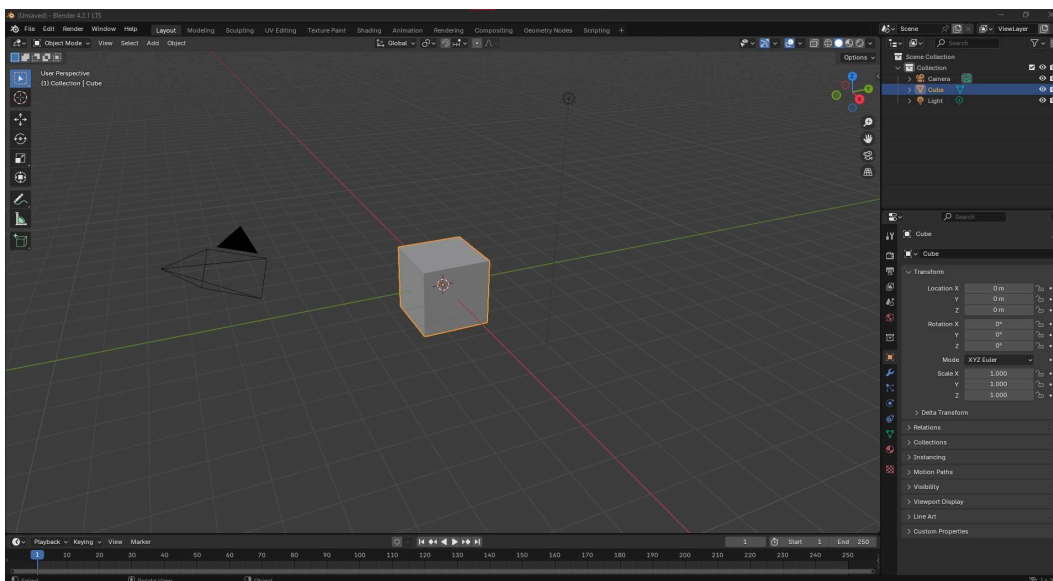 (Unsaved) - Blender 4.2.1 LTS
File Edit Render Window Help Layout Modeling Sculpting UV Editing Texture Paint Shading Animation Rendering Compositing Geometry Nodes Scripting + Scene ViewLayer
Object Mode View Select Add Object Global Search
Options
User Perspective
(1) Collection | Cube
Z
Y
X
Scene Collection
Collection
Camera
Cube
Light
Search
Cube
Cube
Transform
Location X 0 m
Y 0 m
Z 0 m
Rotation X 0°
Y 0°
Z 0°
Mode XYZ Euler
Scale X 1.000
Y 1.000
Z 1.000
Delta Transform
Relations
Collections
Instancing
Motion Paths
Visibility
Viewport Display
Line Art
Custom Properties
Playback Keying View Marker 1 Start 1 End 250
1 10 20 30 40 50 60 70 80 90 100 110 120 130 140 150 160 170 180 190 200 210 220 230 240 250
Select Rotate View Object